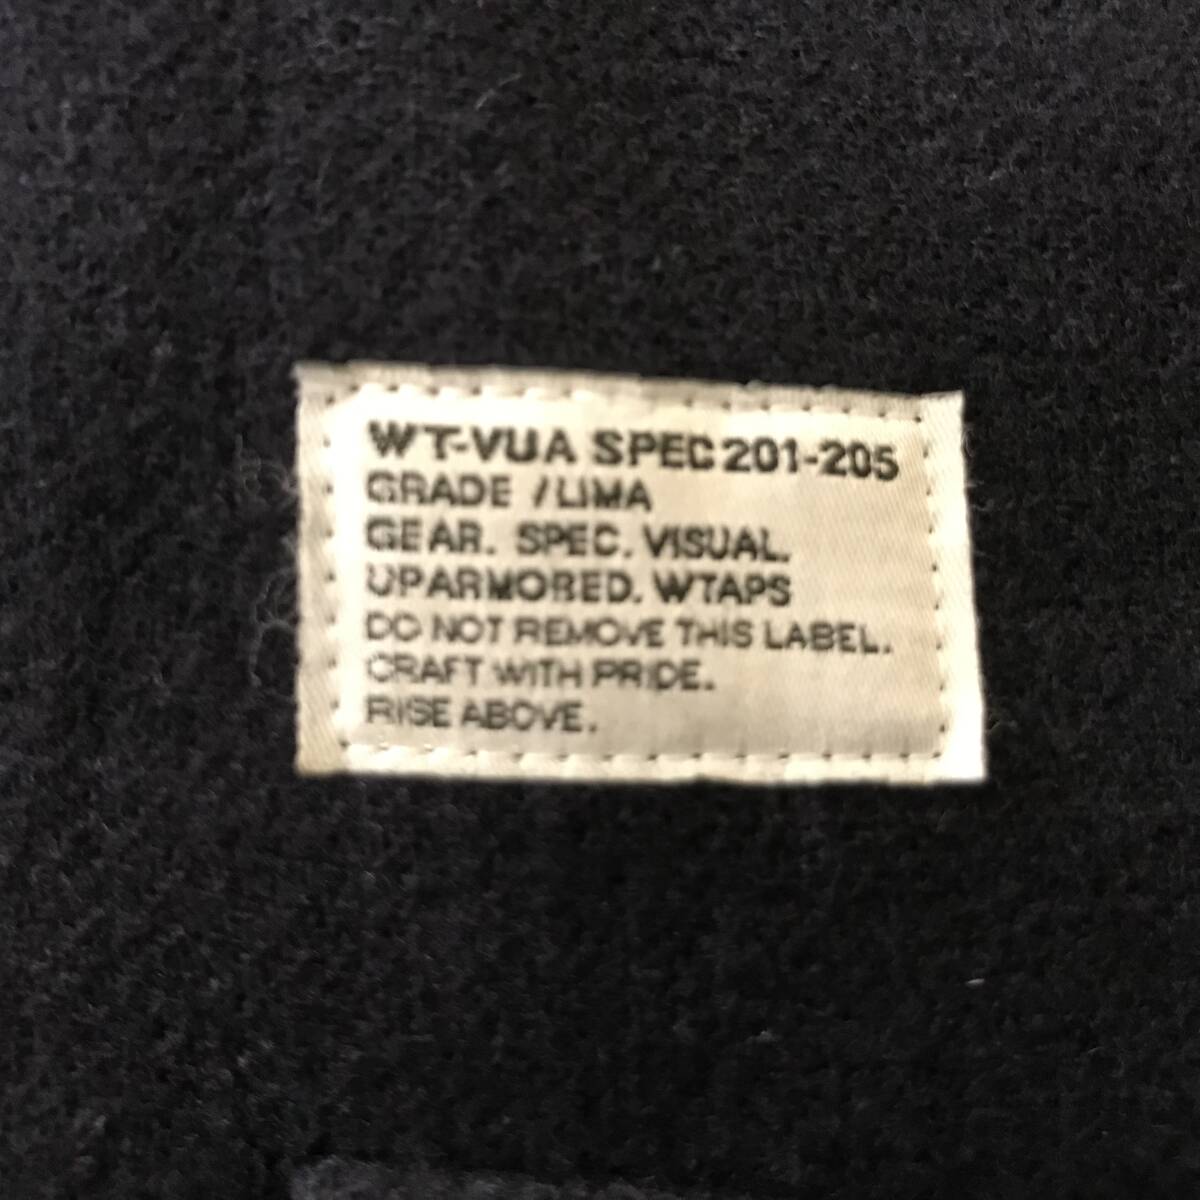 WT-VUA SPEC 201-205
GRADE /LIMA
GEAR. SPEC. VISUAL.
UPARMORED. WTAPS
DO NOT REMOVE THIS LABEL.
CRAFT WITH PRIDE.
RISE ABOVE.